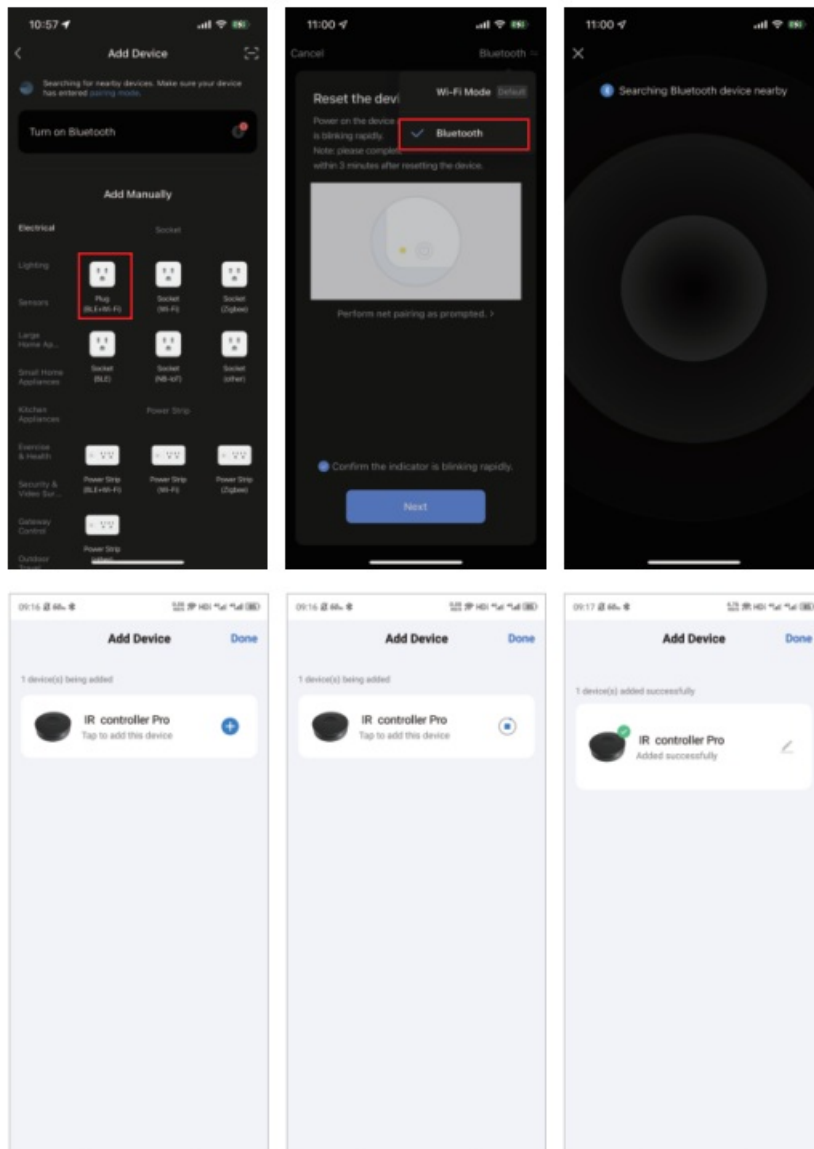 10:57
Add Device
Searching for nearby devices. Make sure your device
has entered pairing mode.
Turn on Bluetooth
Add Manually
Electrical
Socket
Lighting
Plug
(BLE+Wi-Fi)
Socket
(Wi-Fi)
Socket
(Zigbee)
Sensors
Large
Home Ap...
Small Home
Appliances
Socket
(BLE)
Socket
(NB-IoT)
Socket
(other)
Kitchen
Appliances
Power Strip
Exercise
& Health
Security &
Video Sur...
Power Strip
(BLE+Wi-Fi)
Power Strip
(Wi-Fi)
Power Strip
(Zigbee)
Gateway
Control
Outdoor
Travel
Power Strip
11:00
Cancel
Bluetooth
Reset the devi
Wi-Fi Mode Default
Bluetooth
Power on the device
is blinking rapidly.
Note: please complet
within 3 minutes after resetting the device.
Perform net pairing as prompted. >
Confirm the indicator is blinking rapidly.
Next
11:00
Searching Bluetooth device nearby
09:16
Add Device
Done
1 device(s) being added
IR controller Pro
Tap to add this device
09:16
Add Device
Done
1 device(s) being added
IR controller Pro
Tap to add this device
09:17
Add Device
Done
1 device(s) added successfully
IR controller Pro
Added successfully